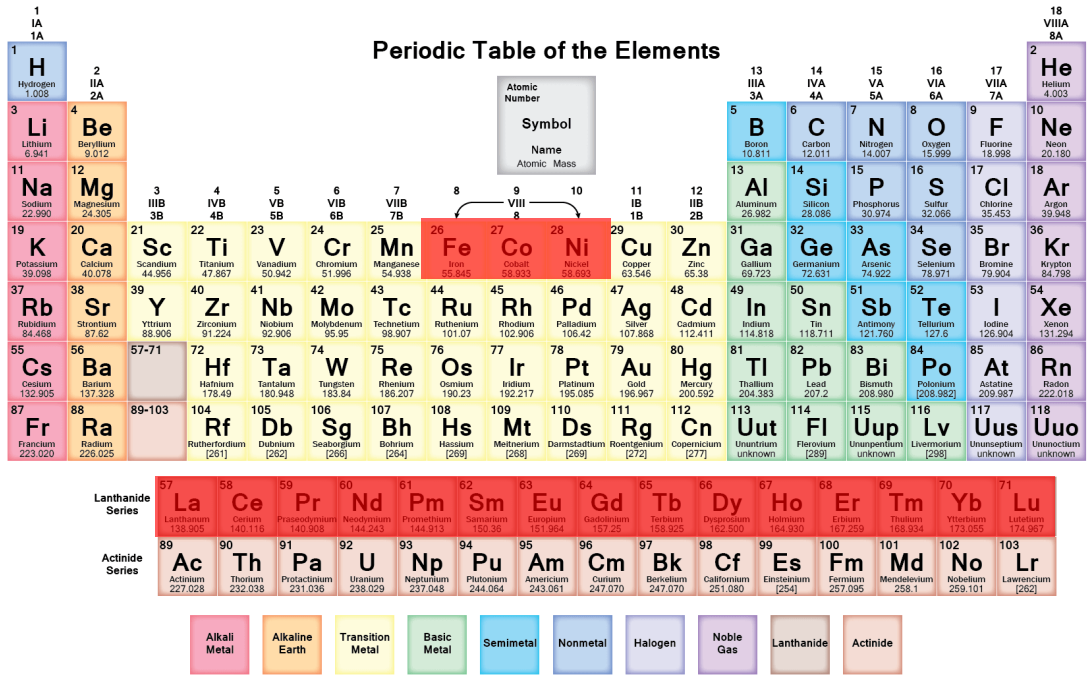 Periodic Table of the Elements
1
IA
1A
2
IIA
2A
3
IIIB
3B
4
IVB
4B
5
VB
5B
6
VIB
6B
7
VIIB
7B
8
9
10
VIII
8
11
IB
1B
12
IIB
2B
13
IIIA
3A
14
IVA
4A
15
VA
5A
16
VIA
6A
17
VIIA
7A
18
VIIIA
8A
Atomic
Number
Symbol
Name
Atomic Mass
1
H
Hydrogen
1.008
2
He
Helium
4.003
3
Li
Lithium
6.941
4
Be
Beryllium
9.012
5
B
Boron
10.811
6
C
Carbon
12.011
7
N
Nitrogen
14.007
8
O
Oxygen
15.999
9
F
Fluorine
18.998
10
Ne
Neon
20.180
11
Na
Sodium
22.990
12
Mg
Magnesium
24.305
13
Al
Aluminum
26.982
14
Si
Silicon
28.086
15
P
Phosphorus
30.974
16
S
Sulfur
32.066
17
Cl
Chlorine
35.453
18
Ar
Argon
39.948
19
K
Potassium
39.098
20
Ca
Calcium
40.078
21
Sc
Scandium
44.956
22
Ti
Titanium
47.867
23
V
Vanadium
50.942
24
Cr
Chromium
51.996
25
Mn
Manganese
54.938
26
Fe
Iron
55.845
27
Co
Cobalt
58.933
28
Ni
Nickel
58.693
29
Cu
Copper
63.546
30
Zn
Zinc
65.38
31
Ga
Gallium
69.723
32
Ge
Germanium
72.631
33
As
Arsenic
74.922
34
Se
Selenium
78.971
35
Br
Bromine
79.904
36
Kr
Krypton
84.798
37
Rb
Rubidium
84.468
38
Sr
Strontium
87.62
39
Y
Yttrium
88.906
40
Zr
Zirconium
91.224
41
Nb
Niobium
92.906
42
Mo
Molybdenum
95.95
43
Tc
Technetium
98.907
44
Ru
Ruthenium
101.07
45
Rh
Rhodium
102.906
46
Pd
Palladium
106.42
47
Ag
Silver
107.868
48
Cd
Cadmium
112.411
49
In
Indium
114.818
50
Sn
Tin
118.711
51
Sb
Antimony
121.760
52
Te
Tellurium
127.6
53
I
Iodine
126.904
54
Xe
Xenon
131.294
55
Cs
Cesium
132.905
56
Ba
Barium
137.328
57-71
72
Hf
Hafnium
178.49
73
Ta
Tantalum
180.948
74
W
Tungsten
183.84
75
Re
Rhenium
186.207
76
Os
Osmium
190.23
77
Ir
Iridium
192.217
78
Pt
Platinum
195.085
79
Au
Gold
196.967
80
Hg
Mercury
200.592
81
Tl
Thallium
204.383
82
Pb
Lead
207.2
83
Bi
Bismuth
208.980
84
Po
Polonium
[208.982]
85
At
Astatine
209.987
86
Rn
Radon
222.018
87
Fr
Francium
223.020
88
Ra
Radium
226.025
89-103
104
Rf
Rutherfordium
[261]
105
Db
Dubnium
[262]
106
Sg
Seaborgium
[266]
107
Bh
Bohrium
[264]
108
Hs
Hassium
[269]
109
Mt
Meitnerium
[268]
110
Ds
Darmstadtium
[269]
111
Rg
Roentgenium
[272]
112
Cn
Copernicium
[277]
113
Uut
Ununtrium
unknown
114
Fl
Flerovium
[289]
115
Uup
Ununpentium
unknown
116
Lv
Livermorium
[298]
117
Uus
Ununseptium
unknown
118
Uuo
Ununoctium
unknown
Lanthanide
Series
57
La
Lanthanum
138.905
58
Ce
Cerium
140.116
59
Pr
Praseodymium
140.908
60
Nd
Neodymium
144.243
61
Pm
Promethium
144.913
62
Sm
Samarium
150.36
63
Eu
Europium
151.964
64
Gd
Gadolinium
157.25
65
Tb
Terbium
158.925
66
Dy
Dysprosium
162.500
67
Ho
Holmium
164.930
68
Er
Erbium
167.259
69
Tm
Thulium
168.934
70
Yb
Ytterbium
173.055
71
Lu
Lutetium
174.967
Actinide
Series
89
Ac
Actinium
227.028
90
Th
Thorium
232.038
91
Pa
Protactinium
231.036
92
U
Uranium
238.029
93
Np
Neptunium
237.048
94
Pu
Plutonium
244.064
95
Am
Americium
243.061
96
Cm
Curium
247.070
97
Bk
Berkelium
247.070
98
Cf
Californium
251.080
99
Es
Einsteinium
[254]
100
Fm
Fermium
257.095
101
Md
Mendelevium
258.1
102
No
Nobelium
259.101
103
Lr
Lawrencium
[262]
Alkali
Metal
Alkaline
Earth
Transition
Metal
Basic
Metal
Semimetal
Nonmetal
Halogen
Noble
Gas
Lanthanide
Actinide